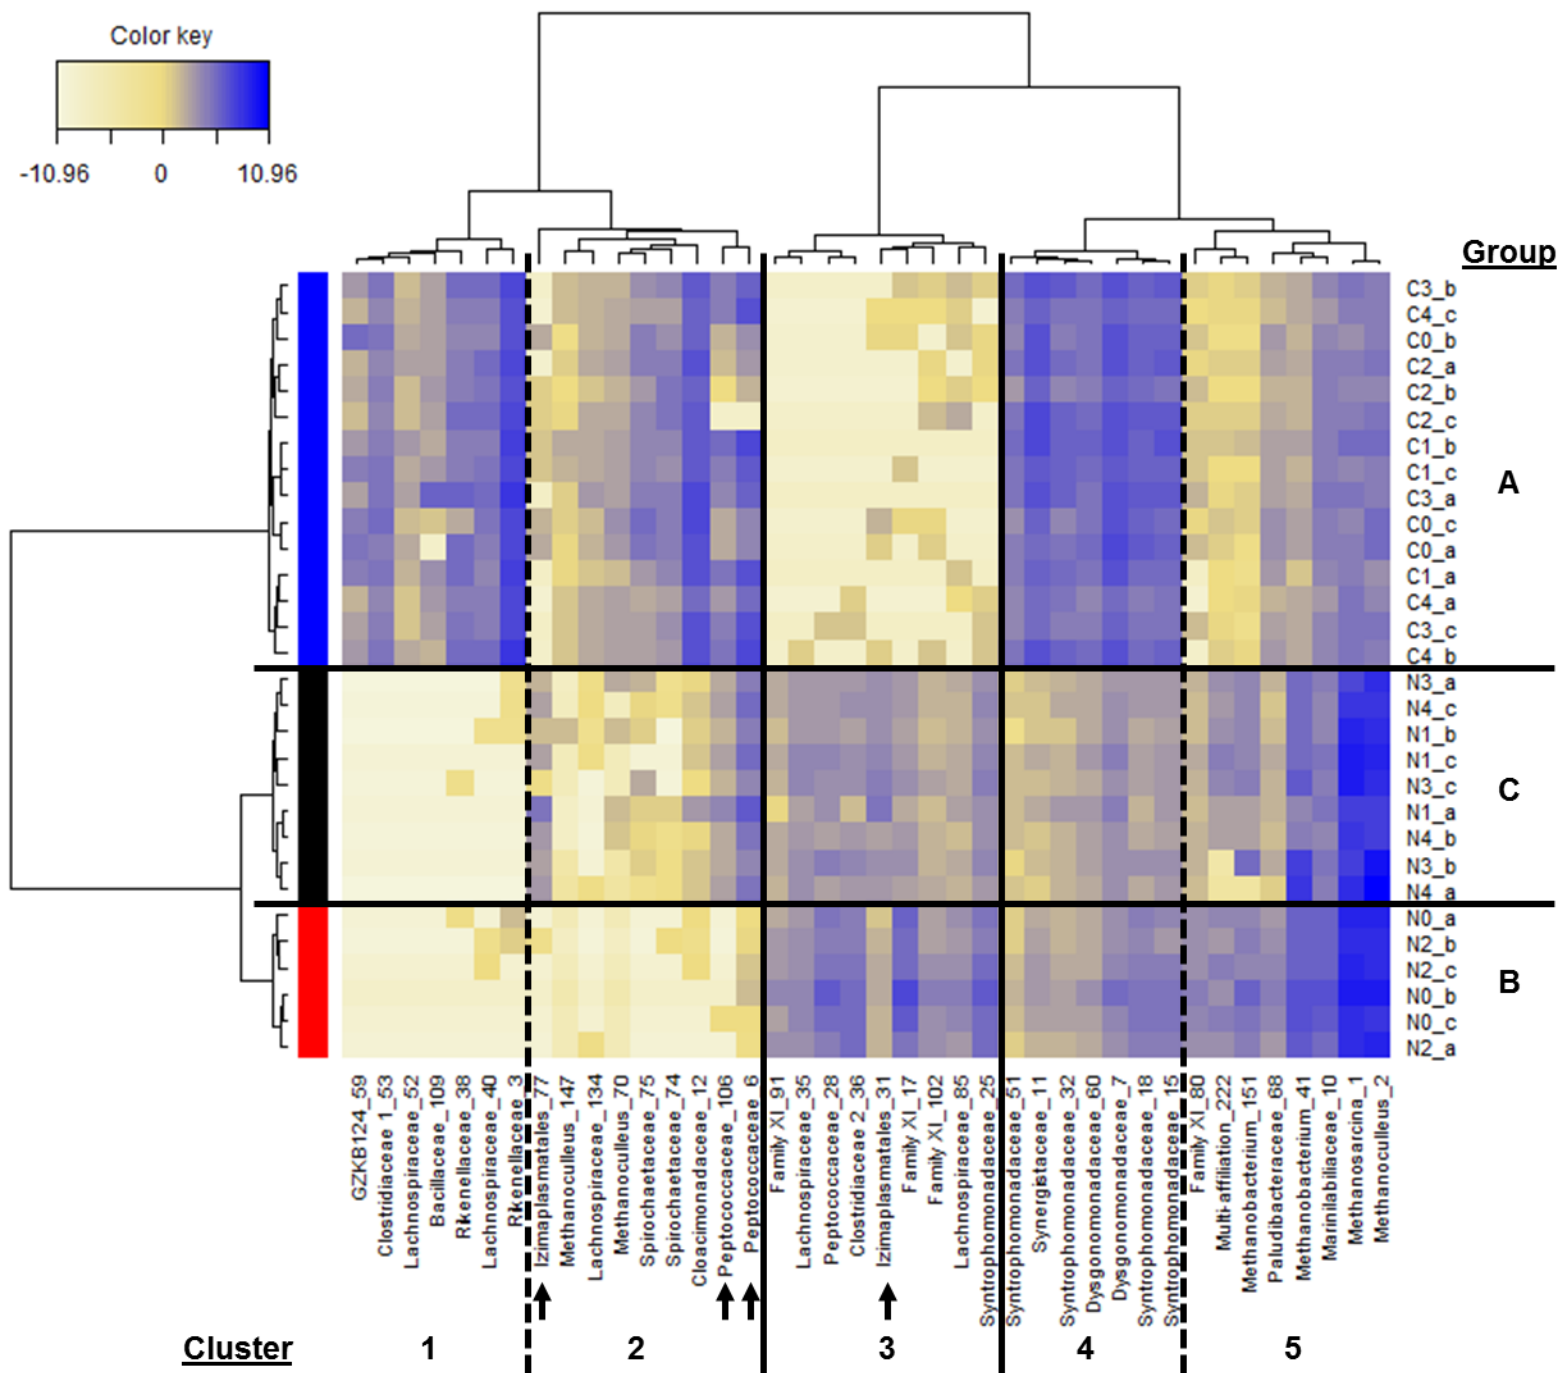 Color key
-10.96 0 10.96
Group
C3_b
C4_c
C0_b
C2_a
C2_b
C2_c
C1_b
C1_c
C3_a
C0_c
C0_a
C1_a
C4_a
C3_c
C4_b
A
N3_a
N4_c
N1_b
N1_c
N3_c
N1_a
N4_b
N3_b
N4_a
C
N0_a
N2_b
N2_c
N0_b
N0_c
N2_a
B
GZKB124_59
Clostridiaceae 1_53
Lachnospiraceae_52
Bacillaceae_109
Rikenellaceae_38
Lachnospiraceae_40
Rikenellaceae_3
Izimaplasmatales_77
Methanoculleus_147
Lachnospiraceae_134
Methanoculleus_70
Spirochaetaceae_75
Spirochaetaceae_74
Cloacimonadaceae_12
Peptococcaceae_106
Peptococcaceae_6
Family XI_91
Lachnospiraceae_35
Peptococcaceae_28
Clostridiaceae 2_36
Izimaplasmatales_31
Family XI_17
Family XI_102
Lachnospiraceae_85
Syntrophomonadaceae_25
Syntrophomonadaceae_51
Synergistaceae_11
Syntrophomonadaceae_32
Dysgonomonadaceae_60
Dysgonomonadaceae_7
Syntrophomonadaceae_18
Syntrophomonadaceae_15
Family XI_80
Multi-affiliation_222
Methanobacterium_151
Paludibacteraceae_68
Methanobacterium_41
Marinilabiliaceae_10
Methanosarcina_1
Methanoculleus_2
Cluster 1 2 3 4 5